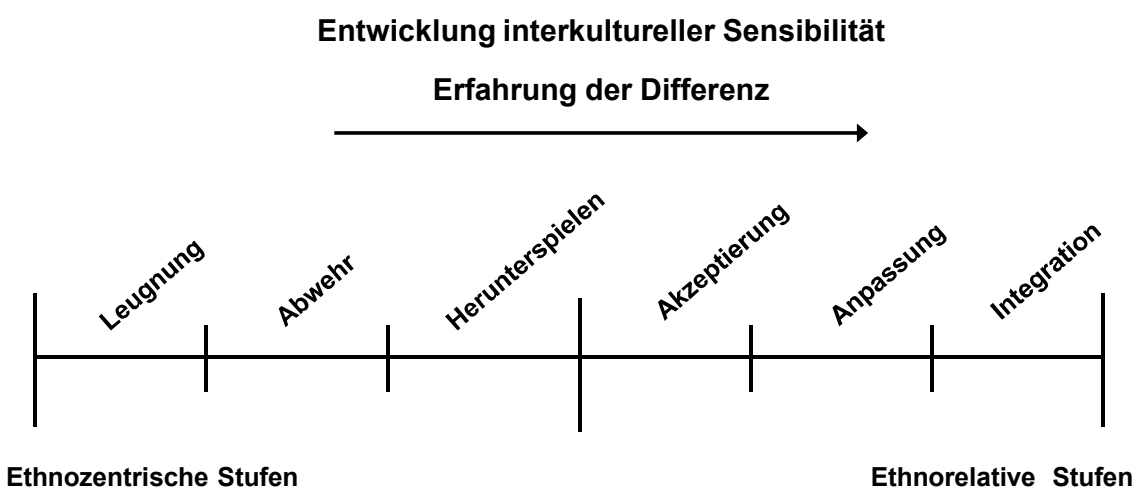 Entwicklung interkultureller Sensibilität
Erfahrung der Differenz
Leugnung
Abwehr
Herunterspielen
Akzeptierung
Anpassung
Integration
Ethnozentrische Stufen
Ethnorelative Stufen